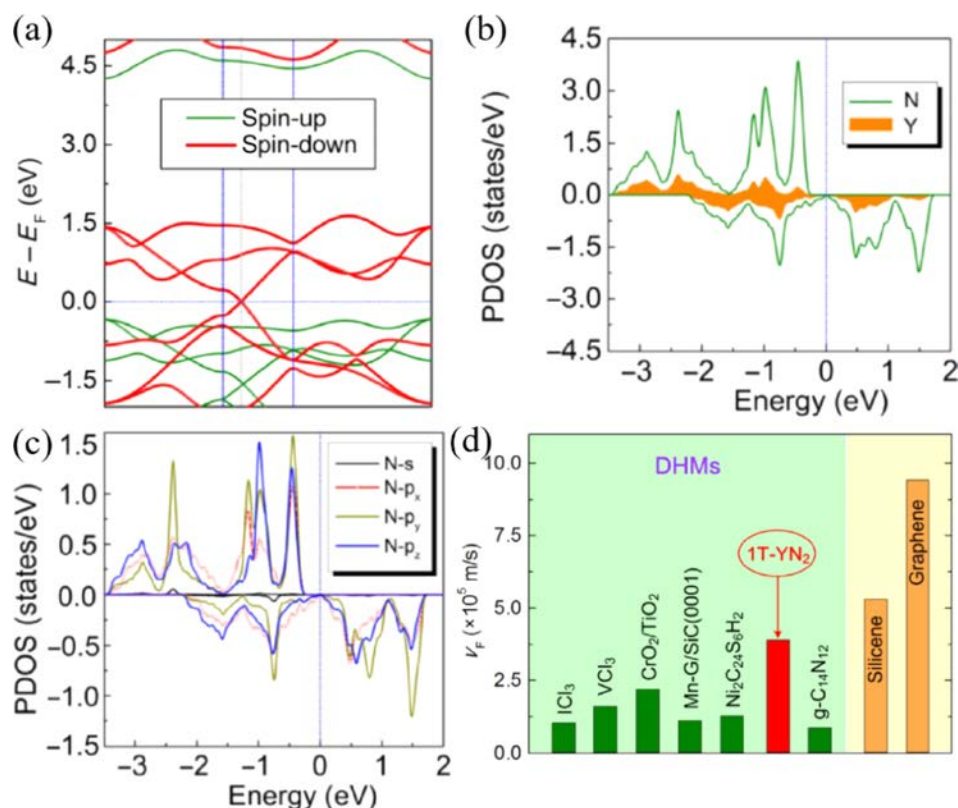 (a)
4.5
3.0
1.5
0.0
−1.5
E − E_F (eV)
Spin-up
Spin-down
(b)
4.5
3.0
1.5
0.0
−1.5
−3.0
−4.5
PDOS (states/eV)
N
Y
−3 −2 −1 0 1 2
Energy (eV)
(c)
1.5
1.0
0.5
0.0
−0.5
−1.0
−1.5
PDOS (states/eV)
N-s
N-pₓ
N-p_y
N-p_z
−3 −2 −1 0 1 2
Energy (eV)
(d)
10.0
7.5
5.0
2.5
0.0
V_F (×10⁵ m/s)
DHMs
ICl₃
VCl₃
CrO₂/TiO₂
Mn-G/SiC(0001)
Ni₂C₂₄S₆H₂
1T-YN₂
g-C₁₄N₁₂
Silicene
Graphene